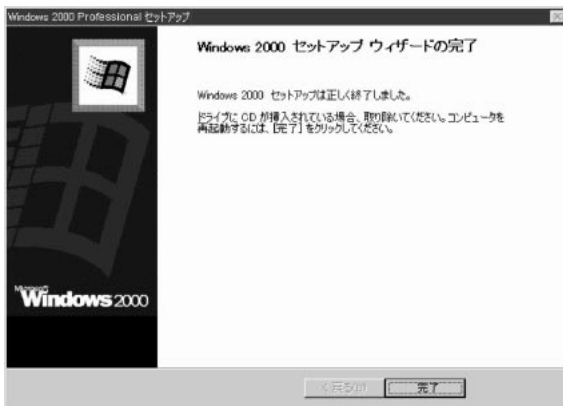 Windows 2000 Professional セットアップ
Windows 2000 セットアップ ウィザードの完了
Windows 2000 セットアップは正しく終了しました。
ドライブに CD が挿入されている場合、取り除いてください。コンピュータを
再起動するには、[完了] をクリックしてください。
Microsoft
Windows 2000
< 戻る(B)
完了